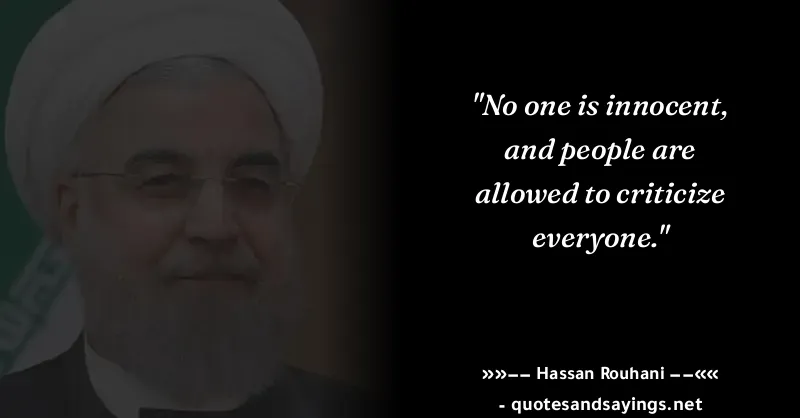 "No one is innocent,
and people are
allowed to criticize
everyone."
»»–– Hassan Rouhani ––««
- quotesandsayings.net